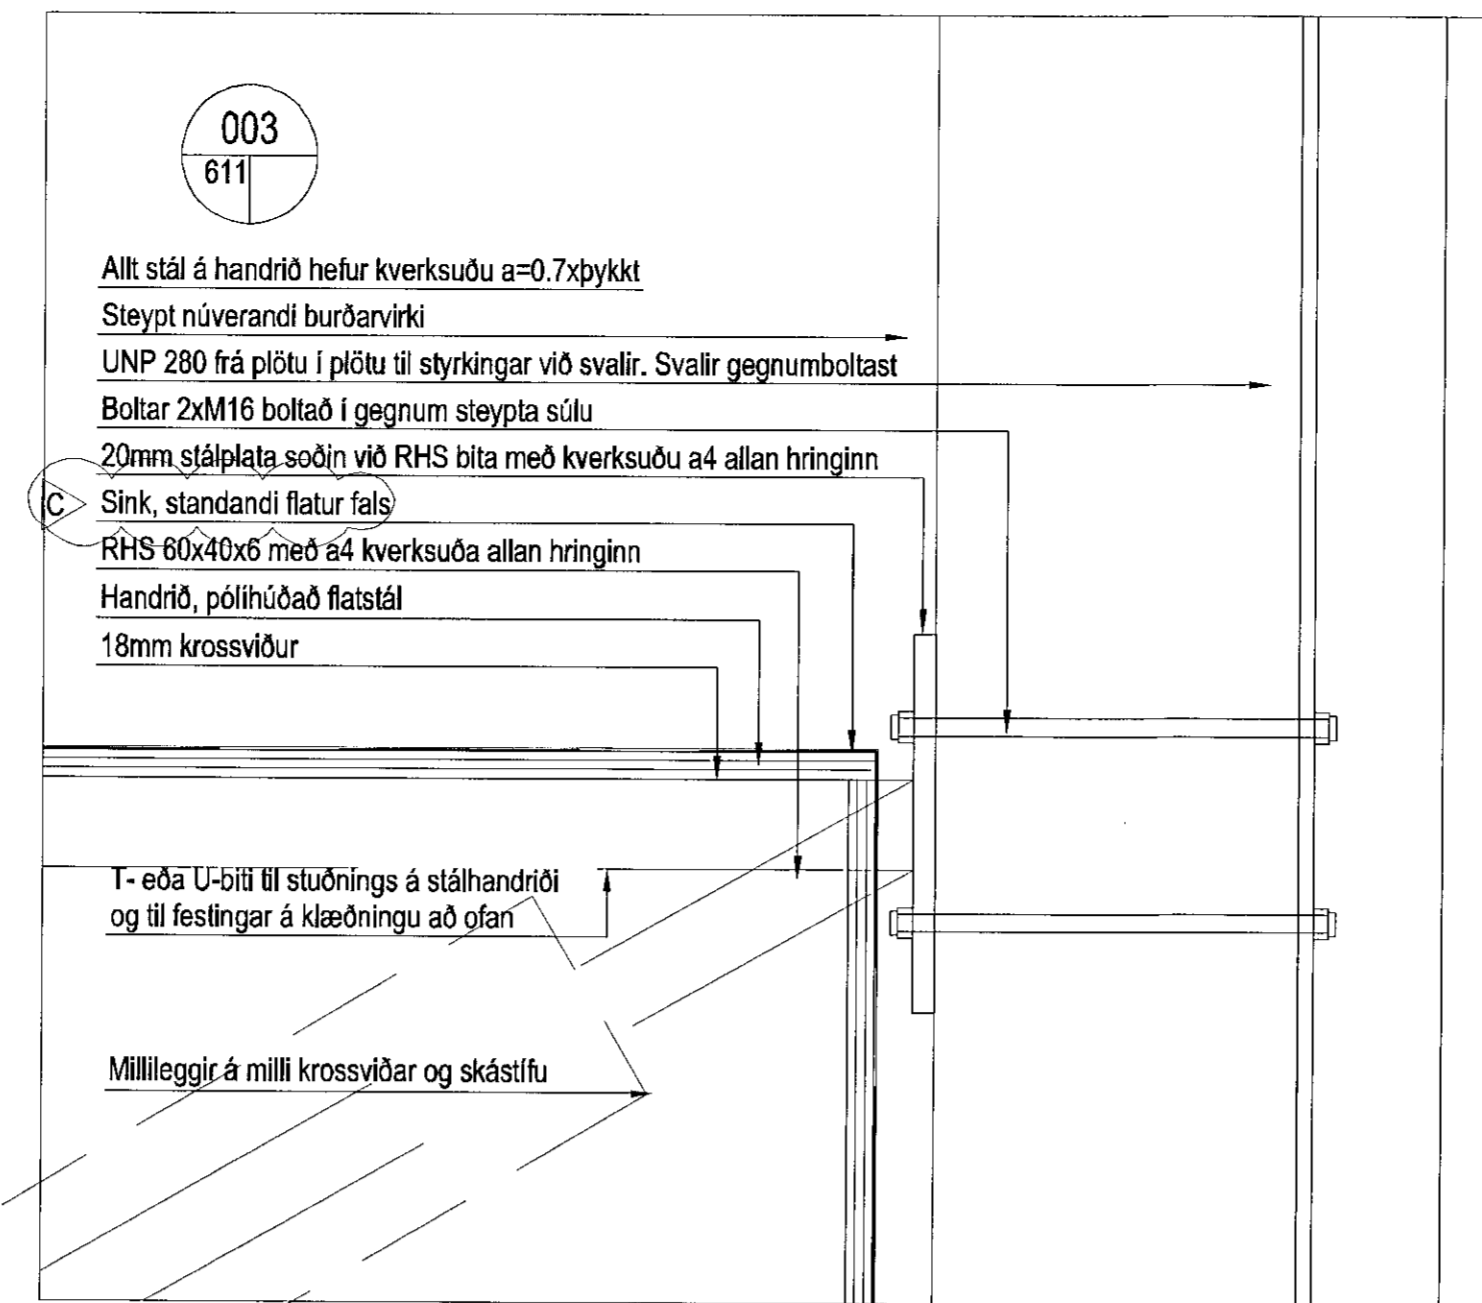 003
611
Allt stál á handrið hefur kverksuðu a=0.7xþykkt
Steypt núverandi burðarvirki
UNP 280 frá plötu í plötu til styrkingar við svalir. Svalir gegnumboltast
Boltar 2xM16 boltað í gegnum steypta súlu
20mm stálplata soðin við RHS bita með kverksuðu a4 allan hringinn
C Sink, standandi flatur fals
RHS 60x40x6 með a4 kverksuða allan hringinn
Handrið, pólíhúðað flatstál
18mm krossviður
T- eða U-biti til stuðnings á stálhandriði
og til festingar á klæðningu að ofan
Millileggir á milli krossviðar og skástífu